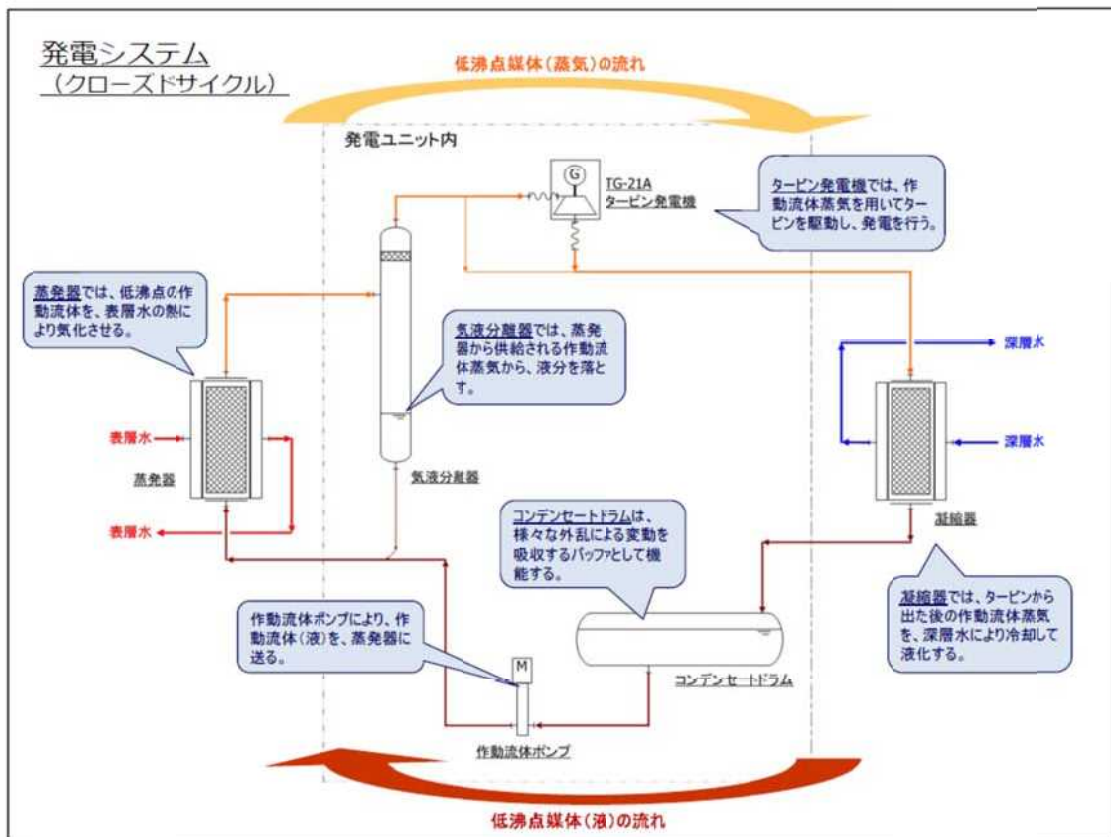 発電システム
（クローズドサイクル）
低沸点媒体（蒸気）の流れ
発電ユニット内
G
TG-21A
タービン発電機
タービン発電機では、作
動流体蒸気を用いてター
ビンを駆動し、発電を行う。
蒸発器では、低沸点の作
動流体を、表層水の熱に
より気化させる。
気液分離器では、蒸発
器から供給される作動流
体蒸気から、液分を落と
す。
深層水
深層水
表層水
蒸発器
表層水
気液分離器
凝縮器
コンデンセートドラムは、
様々な外乱による変動を
吸収するバッファとして機
能する。
凝縮器では、タービンから
出た後の作動流体蒸気
を、深層水により冷却して
液化する。
作動流体ポンプにより、作
動流体（液）を、蒸発器に
送る。
M
コンデンセートドラム
作動流体ポンプ
低沸点媒体（液）の流れ